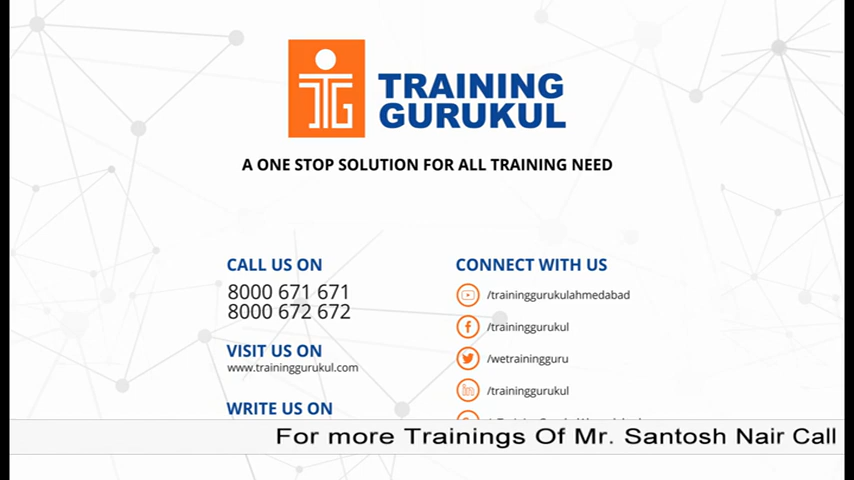 TRAINING
GURUKUL
A ONE STOP SOLUTION FOR ALL TRAINING NEED
CALL US ON
8000 671 671
8000 672 672
VISIT US ON
www.traininggurukul.com
WRITE US ON
CONNECT WITH US
/traininggurukulahmedabad
/traininggurukul
/wetrainingguru
/traininggurukul
For more Trainings Of Mr. Santosh Nair Call